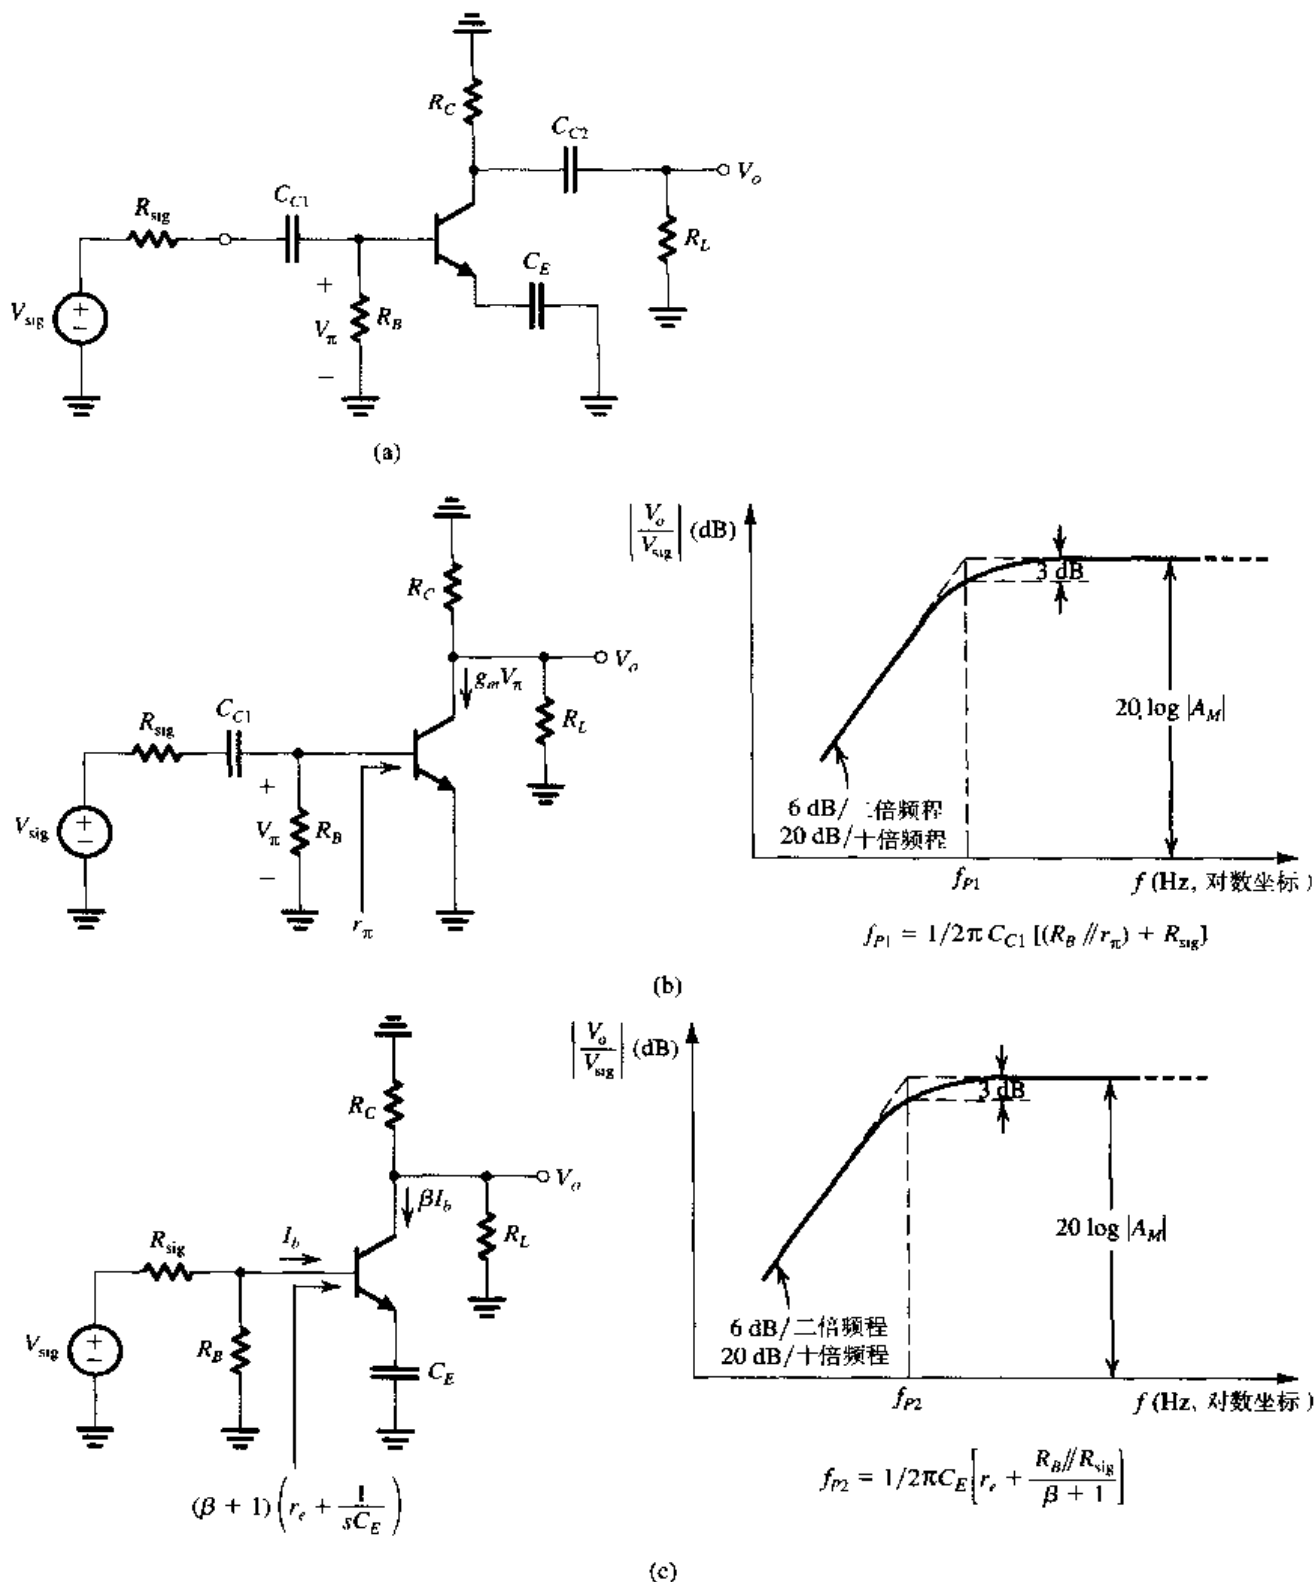 R_C
C_C2
V_o
C_C1
R_sig
R_L
C_E
+
V_sig
+
−
V_π
R_B
−
(a)
|V_o/V_sig| (dB)
3 dB
R_C
V_o
g_m V_π
20 log |A_M|
C_C1
R_sig
R_L
+
6 dB/二倍频程
V_sig
+
−
V_π
R_B
20 dB/十倍频程
−
f_P1
f (Hz, 对数坐标)
r_π
f_P1 = 1/2π C_C1 [(R_B // r_π) + R_sig]
(b)
|V_o/V_sig| (dB)
3 dB
R_C
V_o
βI_b
20 log |A_M|
I_b
R_sig
R_L
6 dB/二倍频程
V_sig
+
−
R_B
20 dB/十倍频程
C_E
f_P2
f (Hz, 对数坐标)
f_P2 = 1/2πC_E [r_e + (R_B // R_sig)/(β + 1)]
(β + 1) (r_e + 1/sC_E)
(c)